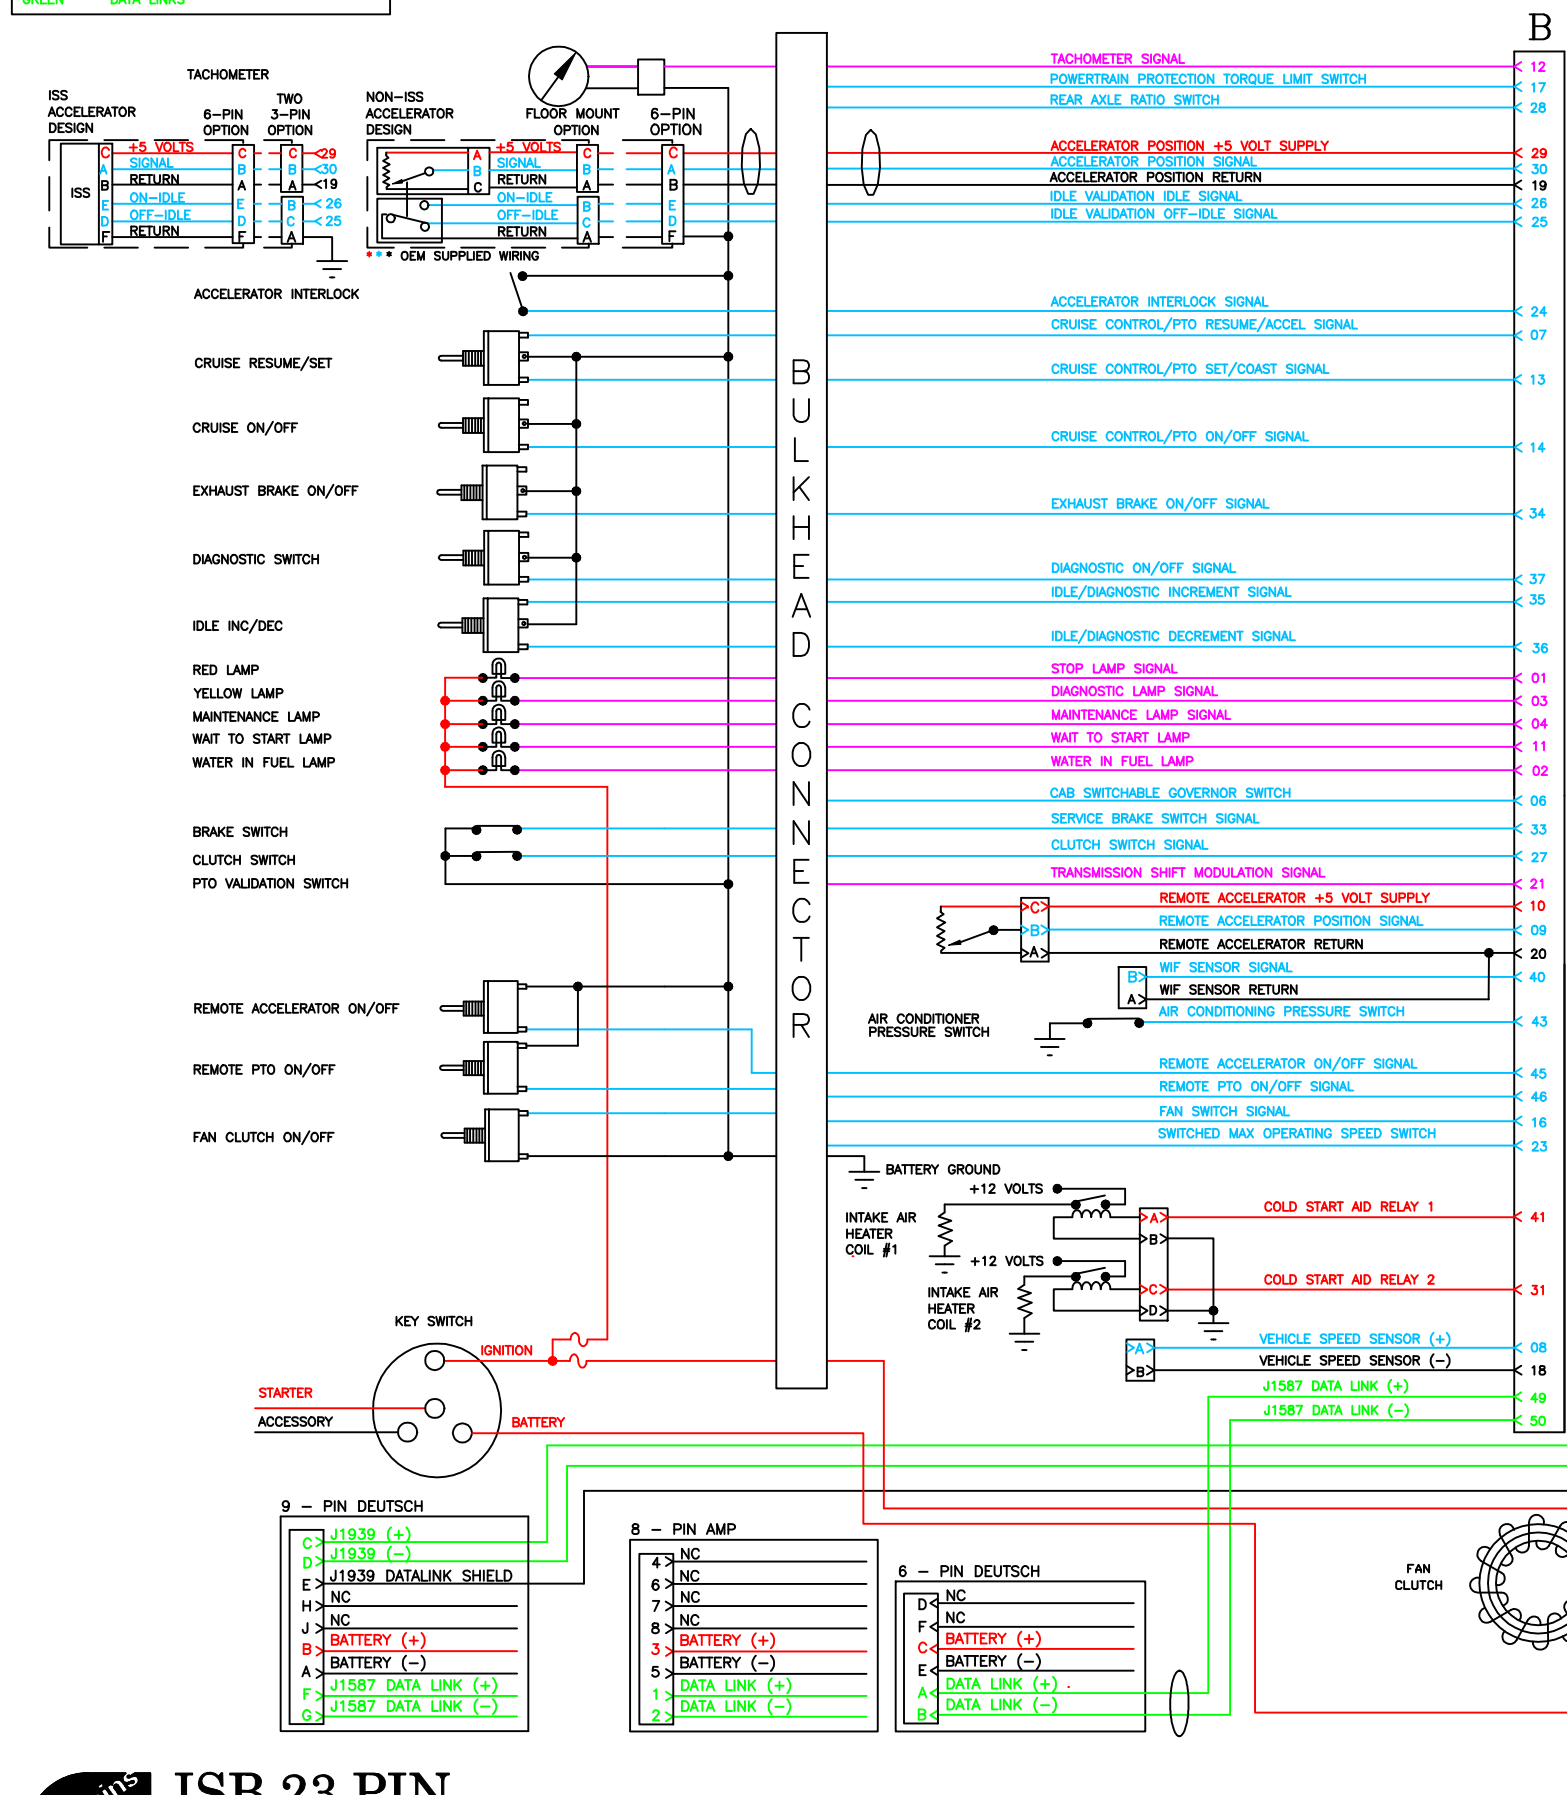 GREEN DATA LINKS
B
TACHOMETER
ISS
ACCELERATOR
DESIGN
6-PIN
OPTION
TWO
3-PIN
OPTION
NON-ISS
ACCELERATOR
DESIGN
FLOOR MOUNT
OPTION
6-PIN
OPTION
ISS
C +5 VOLTS C C 29
A SIGNAL B B 30
B RETURN A A 19
E ON-IDLE E B 26
D OFF-IDLE D C 25
F RETURN F A
A +5 VOLTS C C
B SIGNAL B A
C RETURN A B
ON-IDLE B E
OFF-IDLE C D
RETURN A F
* * * OEM SUPPLIED WIRING
TACHOMETER SIGNAL 12
POWERTRAIN PROTECTION TORQUE LIMIT SWITCH 17
REAR AXLE RATIO SWITCH 28
ACCELERATOR POSITION +5 VOLT SUPPLY 29
ACCELERATOR POSITION SIGNAL 30
ACCELERATOR POSITION RETURN 19
IDLE VALIDATION IDLE SIGNAL 26
IDLE VALIDATION OFF-IDLE SIGNAL 25
ACCELERATOR INTERLOCK
ACCELERATOR INTERLOCK SIGNAL 24
CRUISE CONTROL/PTO RESUME/ACCEL SIGNAL 07
CRUISE RESUME/SET
CRUISE CONTROL/PTO SET/COAST SIGNAL 13
CRUISE ON/OFF
CRUISE CONTROL/PTO ON/OFF SIGNAL 14
EXHAUST BRAKE ON/OFF
EXHAUST BRAKE ON/OFF SIGNAL 34
DIAGNOSTIC SWITCH
DIAGNOSTIC ON/OFF SIGNAL 37
IDLE/DIAGNOSTIC INCREMENT SIGNAL 35
IDLE INC/DEC
IDLE/DIAGNOSTIC DECREMENT SIGNAL 36
BULKHEAD CONNECTOR
RED LAMP
STOP LAMP SIGNAL 01
YELLOW LAMP
DIAGNOSTIC LAMP SIGNAL 03
MAINTENANCE LAMP
MAINTENANCE LAMP SIGNAL 04
WAIT TO START LAMP
WAIT TO START LAMP 11
WATER IN FUEL LAMP
WATER IN FUEL LAMP 02
CAB SWITCHABLE GOVERNOR SWITCH 06
BRAKE SWITCH
SERVICE BRAKE SWITCH SIGNAL 33
CLUTCH SWITCH
CLUTCH SWITCH SIGNAL 27
PTO VALIDATION SWITCH
TRANSMISSION SHIFT MODULATION SIGNAL 21
C REMOTE ACCELERATOR +5 VOLT SUPPLY 10
B REMOTE ACCELERATOR POSITION SIGNAL 09
A REMOTE ACCELERATOR RETURN 20
B WIF SENSOR SIGNAL 40
A WIF SENSOR RETURN
AIR CONDITIONER
PRESSURE SWITCH
AIR CONDITIONING PRESSURE SWITCH 43
REMOTE ACCELERATOR ON/OFF
REMOTE ACCELERATOR ON/OFF SIGNAL 45
REMOTE PTO ON/OFF
REMOTE PTO ON/OFF SIGNAL 46
FAN SWITCH SIGNAL 16
FAN CLUTCH ON/OFF
SWITCHED MAX OPERATING SPEED SWITCH 23
BATTERY GROUND
+12 VOLTS
INTAKE AIR
HEATER
COIL #1
A COLD START AID RELAY 1 41
B
+12 VOLTS
INTAKE AIR
HEATER
COIL #2
C COLD START AID RELAY 2 31
D
A VEHICLE SPEED SENSOR (+) 08
B VEHICLE SPEED SENSOR (-) 18
J1587 DATA LINK (+) 49
J1587 DATA LINK (-) 50
KEY SWITCH
IGNITION
STARTER
ACCESSORY
BATTERY
9 - PIN DEUTSCH
C J1939 (+)
D J1939 (-)
E J1939 DATALINK SHIELD
H NC
J NC
B BATTERY (+)
A BATTERY (-)
F J1587 DATA LINK (+)
G J1587 DATA LINK (-)
8 - PIN AMP
4 NC
6 NC
7 NC
8 NC
3 BATTERY (+)
5 BATTERY (-)
1 DATA LINK (+)
2 DATA LINK (-)
6 - PIN DEUTSCH
D NC
F NC
C BATTERY (+)
E BATTERY (-)
A DATA LINK (+)
B DATA LINK (-)
FAN
CLUTCH
ISB 23 PIN